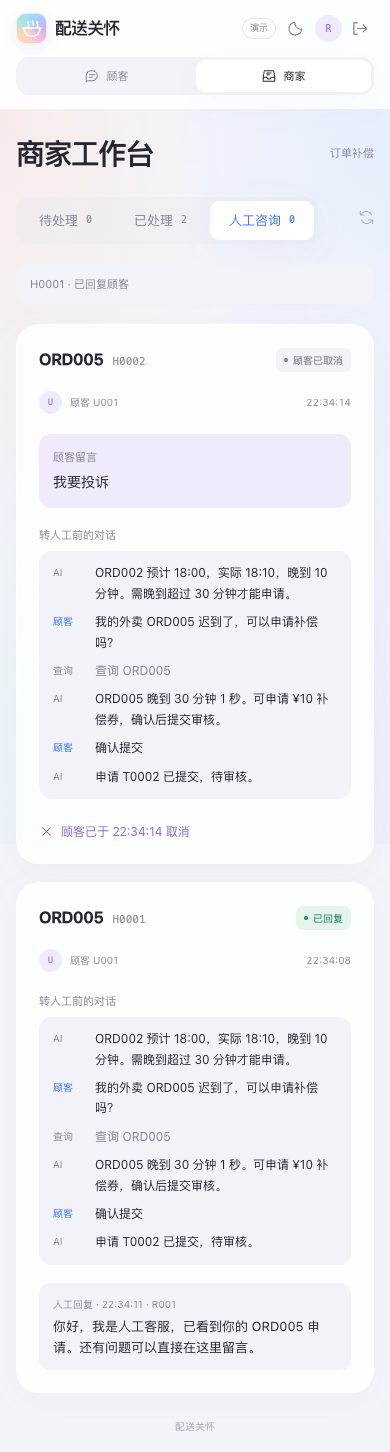 配送关怀
演示
R
顾客
商家
商家工作台
订单补偿
待处理 0
已处理 2
人工咨询 0
H0001 · 已回复顾客
ORD005 H0002
顾客已取消
U 顾客 U001
22:34:14
顾客留言
我要投诉
转人工前的对话
AI ORD002 预计 18:00，实际 18:10，晚到 10
分钟。需晚到超过 30 分钟才能申请。
顾客 我的外卖 ORD005 迟到了，可以申请补偿
吗？
查询 查询 ORD005
AI ORD005 晚到 30 分钟 1 秒。可申请 ¥10 补
偿券，确认后提交审核。
顾客 确认提交
AI 申请 T0002 已提交，待审核。
顾客已于 22:34:14 取消
ORD005 H0001
已回复
U 顾客 U001
22:34:08
转人工前的对话
AI ORD002 预计 18:00，实际 18:10，晚到 10
分钟。需晚到超过 30 分钟才能申请。
顾客 我的外卖 ORD005 迟到了，可以申请补偿
吗？
查询 查询 ORD005
AI ORD005 晚到 30 分钟 1 秒。可申请 ¥10 补
偿券，确认后提交审核。
顾客 确认提交
AI 申请 T0002 已提交，待审核。
人工回复 · 22:34:11 · R001
你好，我是人工客服，已看到你的 ORD005 申
请。还有问题可以直接在这里留言。
配送关怀